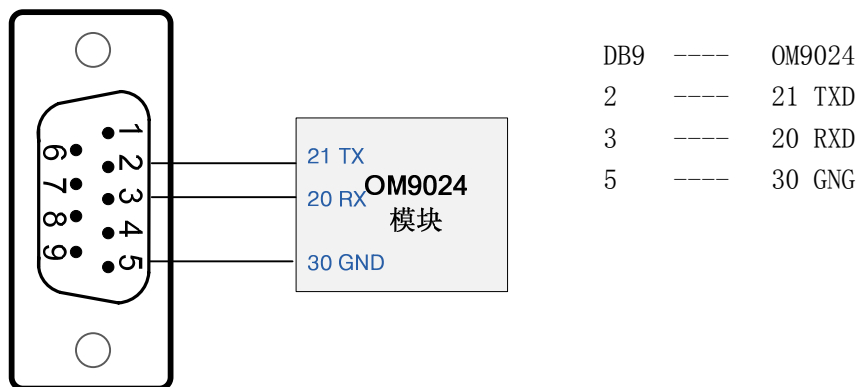 1
2
3
4
5
6
7
8
9
21 TX
20 RX
30 GND
OM9024
模块
DB9 ---- OM9024
2 ---- 21 TXD
3 ---- 20 RXD
5 ---- 30 GNG